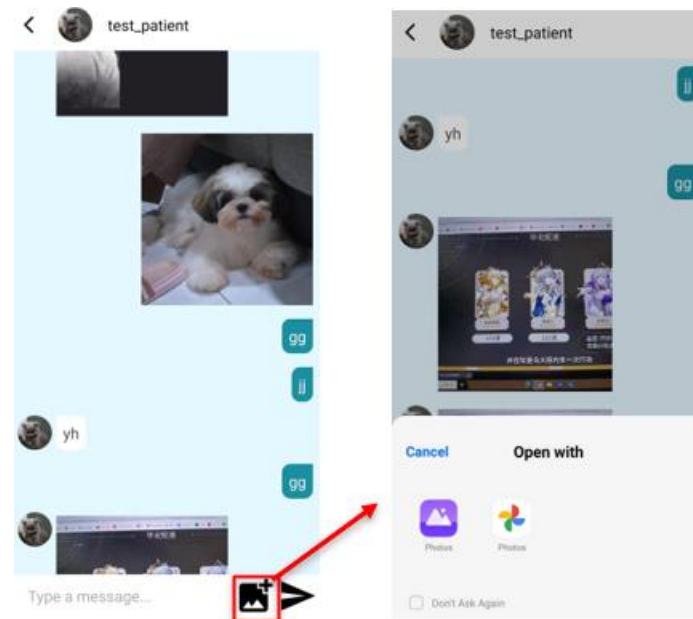 test_patient
gg
jj
yh
gg
Type a message...
test_patient
jj
yh
gg
Cancel
Open with
Photos
Photos
Don't Ask Again